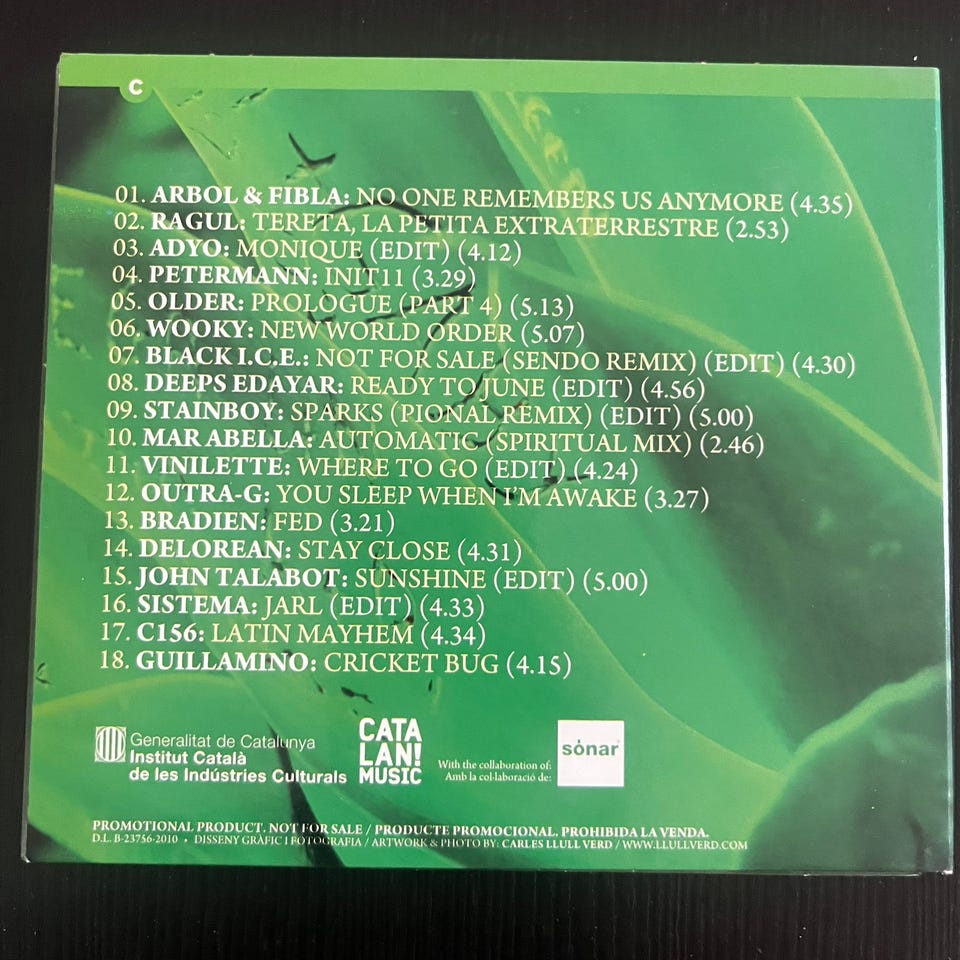 C
01. ARBOL & FIBLA: NO ONE REMEMBERS US ANYMORE (4.35)
02. RAGUL: TERETA, LA PETITA EXTRATERRESTRE (2.53)
03. ADYO: MONIQUE (EDIT) (4.12)
04. PETERMANN: INIT11 (3.29)
05. OLDER: PROLOGUE (PART 4) (5.13)
06. WOOKY: NEW WORLD ORDER (5.07)
07. BLACK I.C.E.: NOT FOR SALE (SENDO REMIX) (EDIT) (4.30)
08. DEEPS EDAYAR: READY TO JUNE (EDIT) (4.56)
09. STAINBOY: SPARKS (PIONAL REMIX) (EDIT) (5.00)
10. MAR ABELLA: AUTOMATIC (SPIRITUAL MIX) (2.46)
11. VINILETTE: WHERE TO GO (EDIT) (4.24)
12. OUTRA-G: YOU SLEEP WHEN I'M AWAKE (3.27)
13. BRADIEN: FED (3.21)
14. DELOREAN: STAY CLOSE (4.31)
15. JOHN TALABOT: SUNSHINE (EDIT) (5.00)
16. SISTEMA: JARL (EDIT) (4.33)
17. C156: LATIN MAYHEM (4.34)
18. GUILLAMINO: CRICKET BUG (4.15)
Generalitat de Catalunya
Institut Català
de les Indústries Culturals
CATA
LAN!
MUSIC
With the collaboration of:
Amb la col·laboració de:
sónar
PROMOTIONAL PRODUCT. NOT FOR SALE / PRODUCTE PROMOCIONAL. PROHIBIDA LA VENDA.
D.L. B-23756-2010 • DISSENY GRÀFIC I FOTOGRAFIA / ARTWORK & PHOTO BY: CARLES LLULL VERD / WWW.LLULLVERD.COM